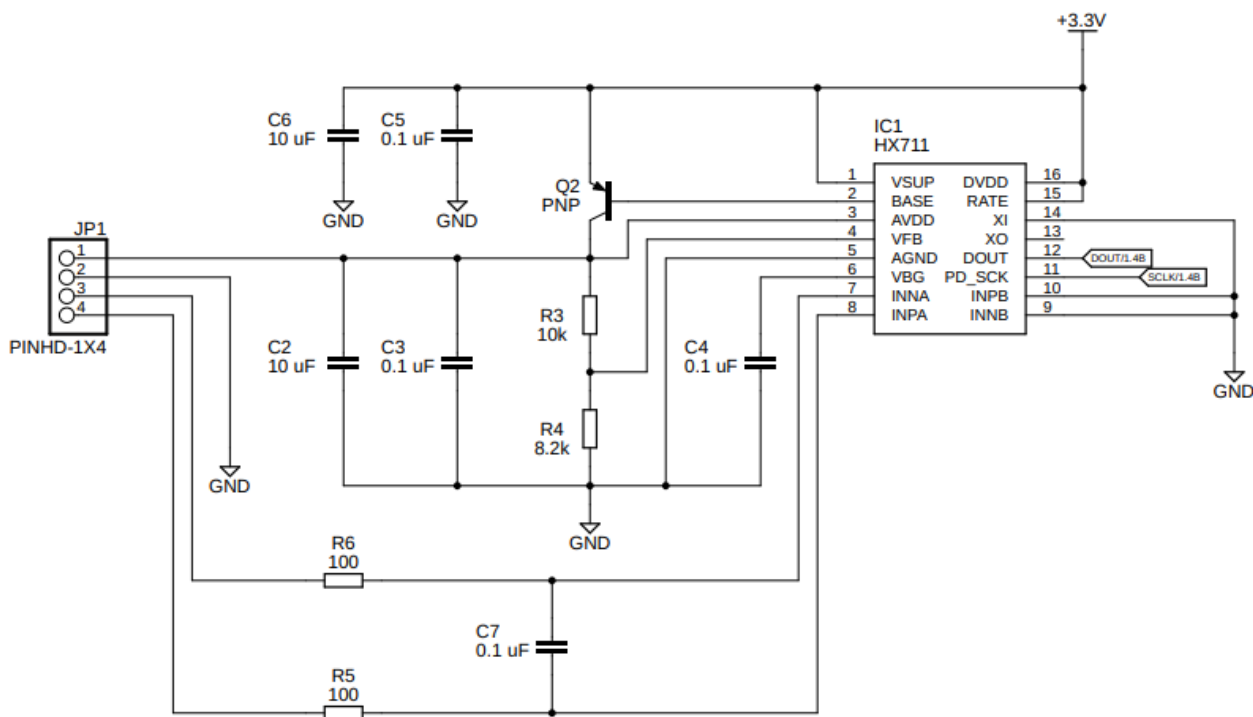 +3.3V
C6
10 uF
C5
0.1 uF
GND
GND
Q2
PNP
IC1
HX711
1 VSUP DVDD 16
2 BASE RATE 15
3 AVDD XI 14
4 VFB XO 13
5 AGND DOUT 12
6 VBG PD_SCK 11
7 INNA INPB 10
8 INPA INNB 9
DOUT/1.4B
SCLK/1.4B
GND
JP1
1
2
3
4
PINHD-1X4
GND
C2
10 uF
C3
0.1 uF
R3
10k
R4
8.2k
C4
0.1 uF
GND
R6
100
C7
0.1 uF
R5
100